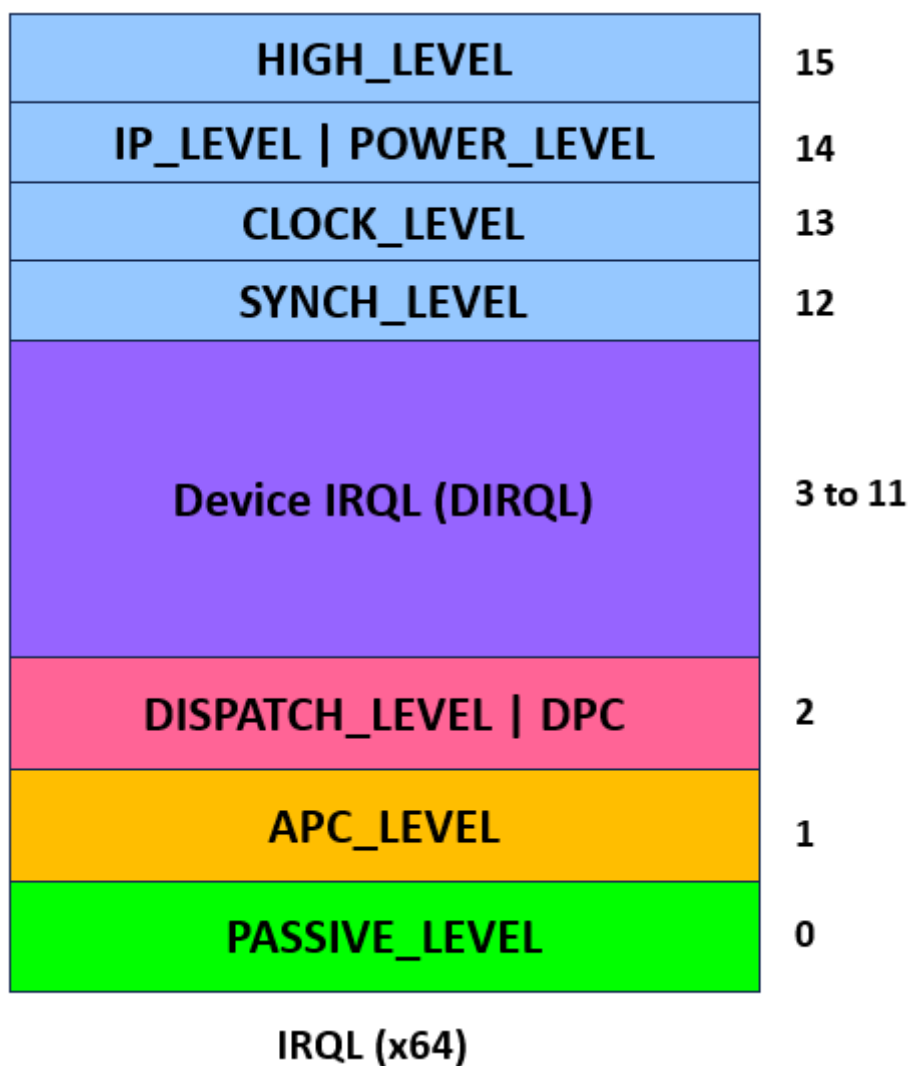 HIGH_LEVEL 15
IP_LEVEL | POWER_LEVEL 14
CLOCK_LEVEL 13
SYNCH_LEVEL 12
Device IRQL (DIRQL) 3 to 11
DISPATCH_LEVEL | DPC 2
APC_LEVEL 1
PASSIVE_LEVEL 0
IRQL (x64)